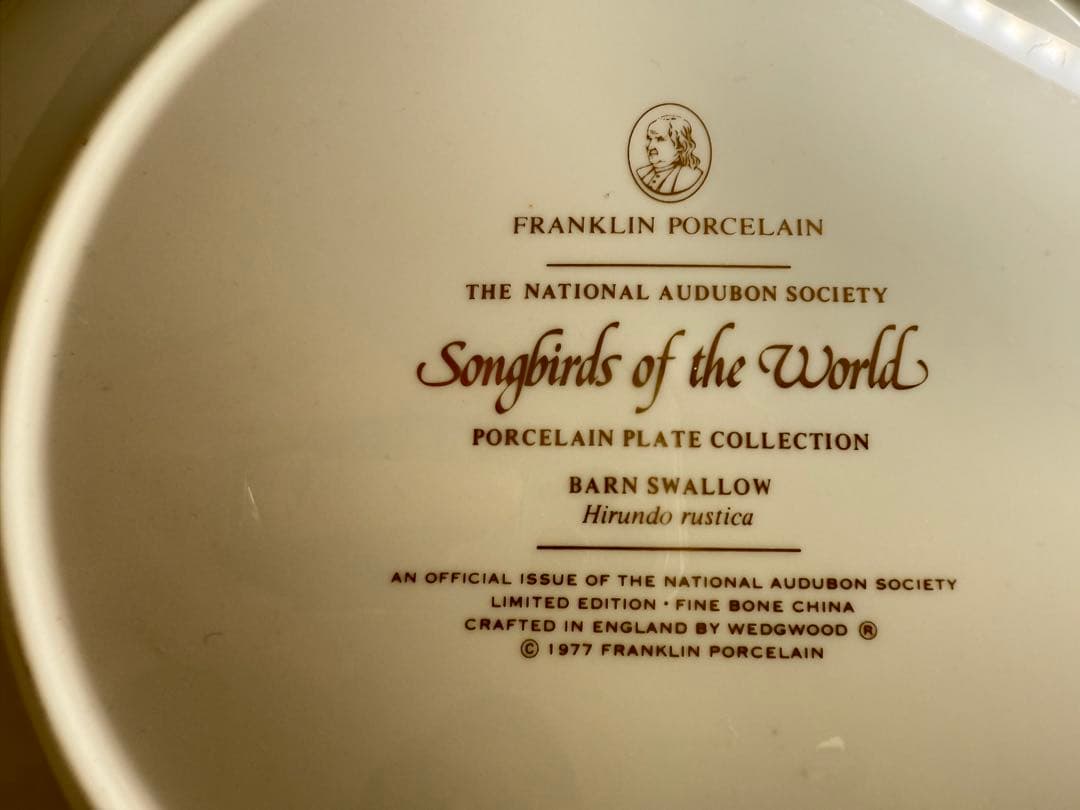 FRANKLIN PORCELAIN
THE NATIONAL AUDUBON SOCIETY
Songbirds of the World
PORCELAIN PLATE COLLECTION
BARN SWALLOW
Hirundo rustica
AN OFFICIAL ISSUE OF THE NATIONAL AUDUBON SOCIETY
LIMITED EDITION · FINE BONE CHINA
CRAFTED IN ENGLAND BY WEDGWOOD ®
© 1977 FRANKLIN PORCELAIN